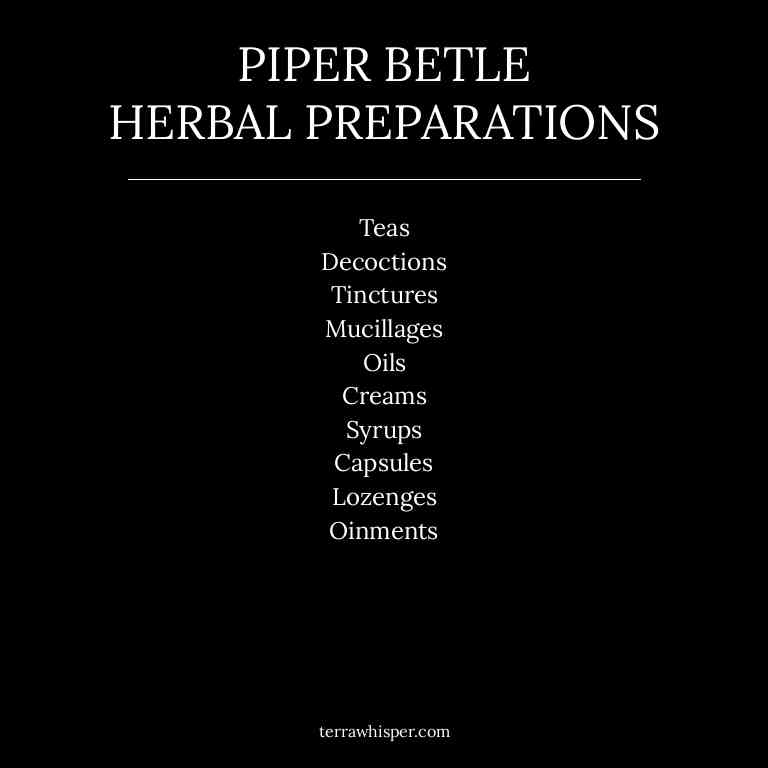 PIPER BETLE
HERBAL PREPARATIONS
Teas
Decoctions
Tinctures
Mucillages
Oils
Creams
Syrups
Capsules
Lozenges
Oinments
terrawhisper.com